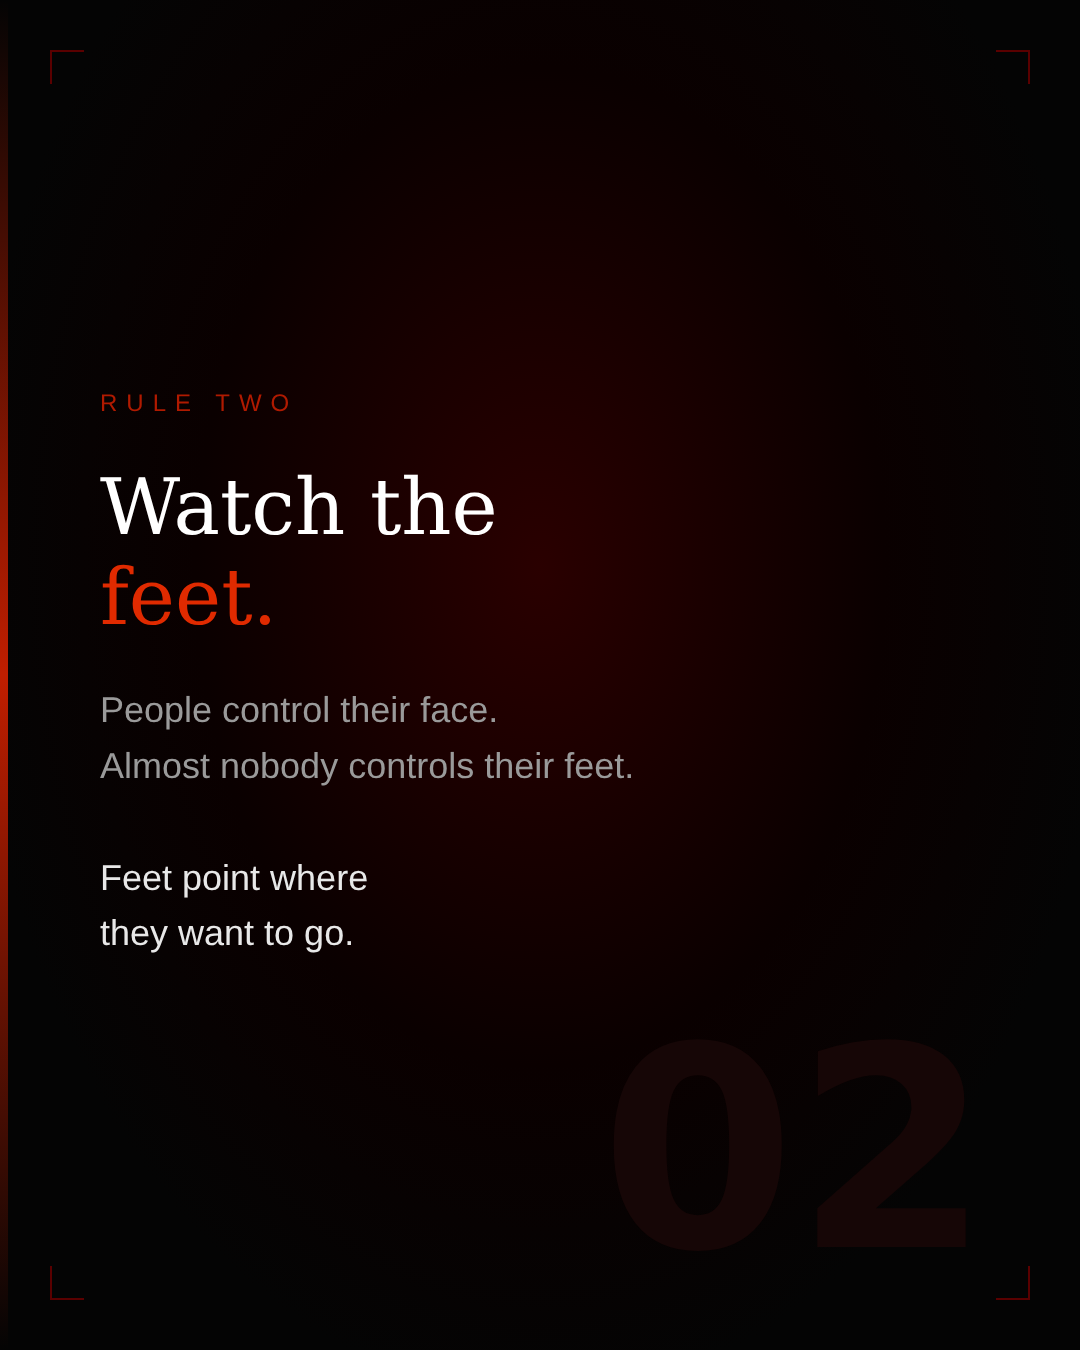 RULE TWO
Watch the
feet.
People control their face.
Almost nobody controls their feet.
Feet point where
they want to go.
02